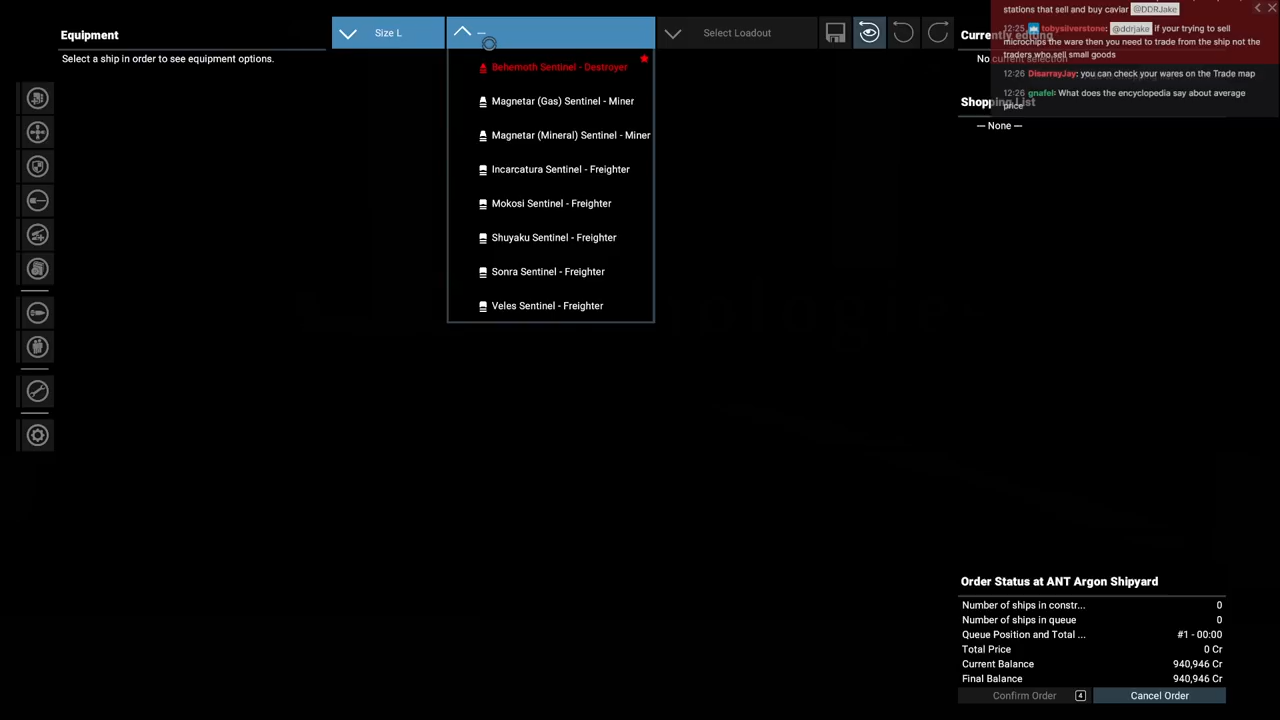 Equipment
Select a ship in order to see equipment options.
Size L
—
Select Loadout
Behemoth Sentinel - Destroyer
Magnetar (Gas) Sentinel - Miner
Magnetar (Mineral) Sentinel - Miner
Incarcatura Sentinel - Freighter
Mokosi Sentinel - Freighter
Shuyaku Sentinel - Freighter
Sonra Sentinel - Freighter
Veles Sentinel - Freighter
Currently editing
No current selection
Shopping List
— None —
stations that sell and buy caviar @DDRJake
12:25 tobysilverstone: @ddrjake if your trying to sell
microchips the ware then you need to trade from the ship not the
traders who sell small goods
12:26 DisarrayJay: you can check your wares on the Trade map
12:26 gnafel: What does the encyclopedia say about average
price
Order Status at ANT Argon Shipyard
Number of ships in constr... 0
Number of ships in queue 0
Queue Position and Total ... #1 - 00:00
Total Price 0 Cr
Current Balance 940,946 Cr
Final Balance 940,946 Cr
Confirm Order 4
Cancel Order